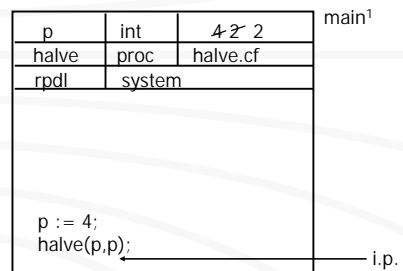 main1
p int 4 2 2
halve proc halve.cf
rpdl system
p := 4;
halve(p,p);
i.p.